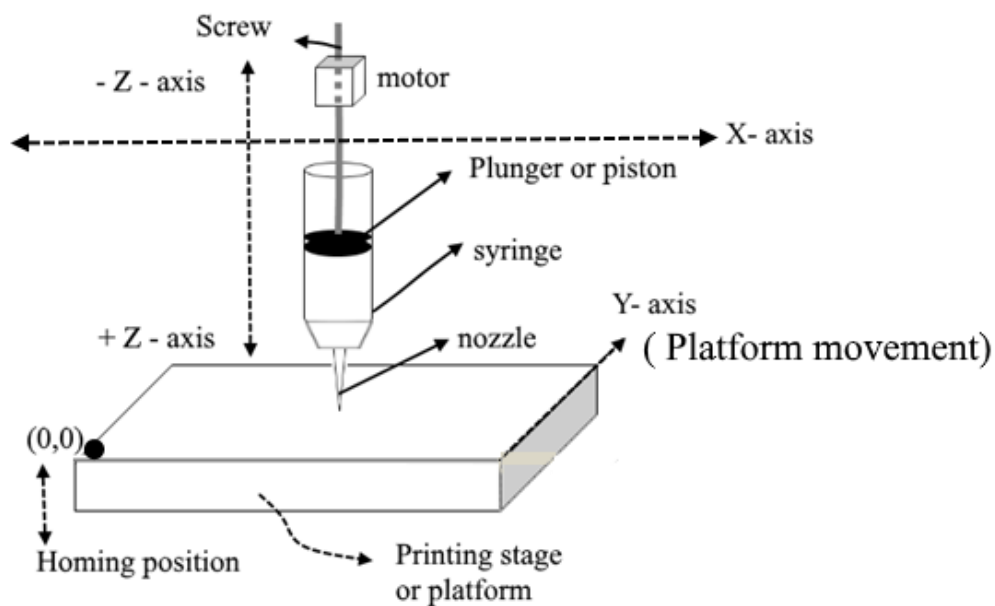 Screw
- Z - axis
motor
X- axis
Plunger or piston
syringe
Y- axis
+ Z - axis
nozzle
( Platform movement)
(0,0)
Homing position
Printing stage
or platform